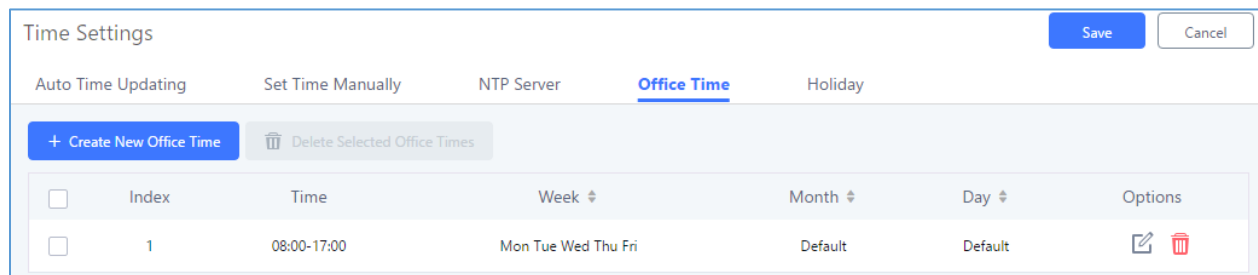 Time Settings Save Cancel
Auto Time Updating Set Time Manually NTP Server Office Time Holiday
+ Create New Office Time Delete Selected Office Times
Index Time Week Month Day Options
1 08:00-17:00 Mon Tue Wed Thu Fri Default Default